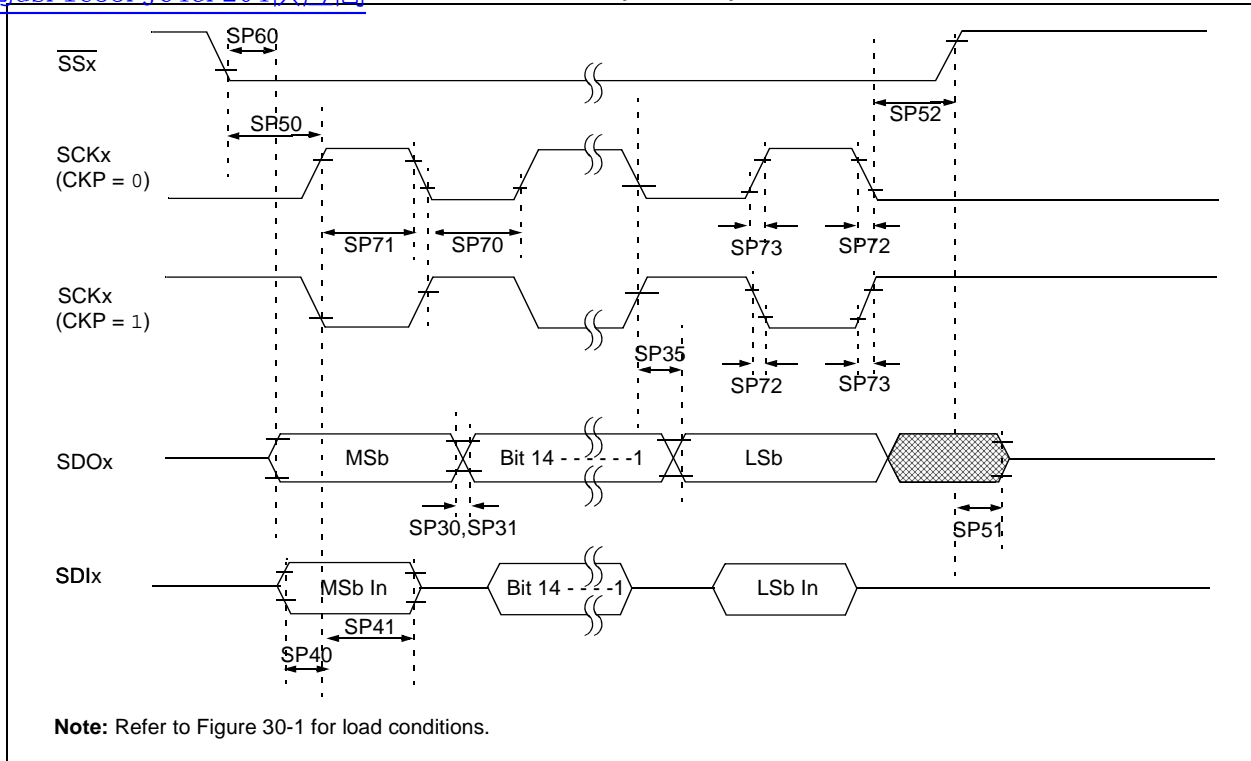 SP60
SSx
SP52
SP50
SCKx
(CKP = 0)
SP71
SP70
SP73
SP72
SCKx
(CKP = 1)
SP35
SP72
SP73
SDOx
MSb
Bit 14 - - - - - -1
LSb
SP30,SP31
SP51
SDIx
MSb In
Bit 14 - - - -1
LSb In
SP41
SP40
Note: Refer to Figure 30-1 for load conditions.